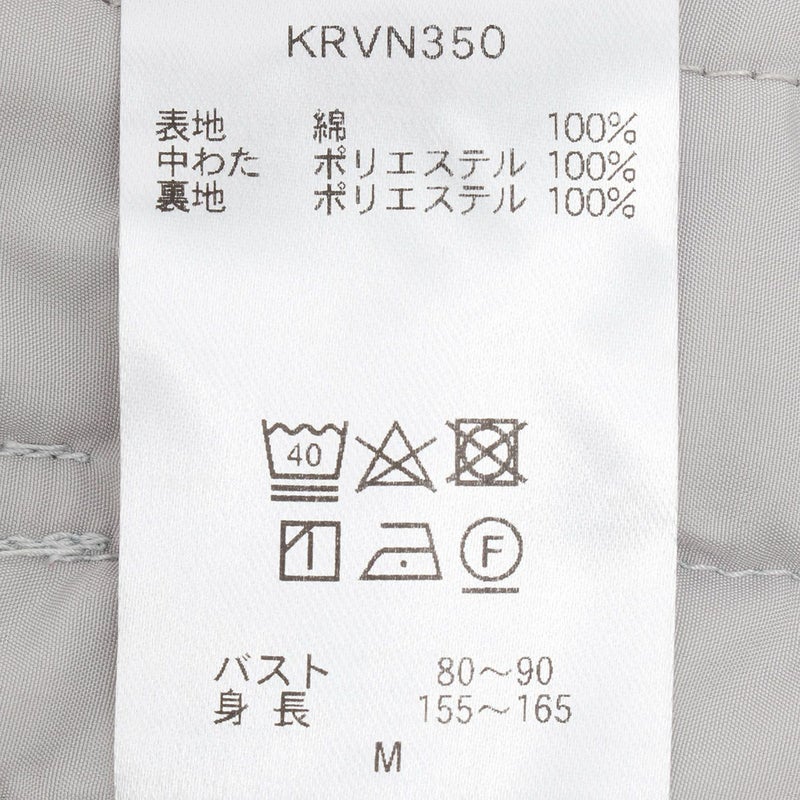 KRVN350
表地 綿 100%
中わた ポリエステル 100%
裏地 ポリエステル 100%
40
F
バスト 80～90
身長 155～165
M